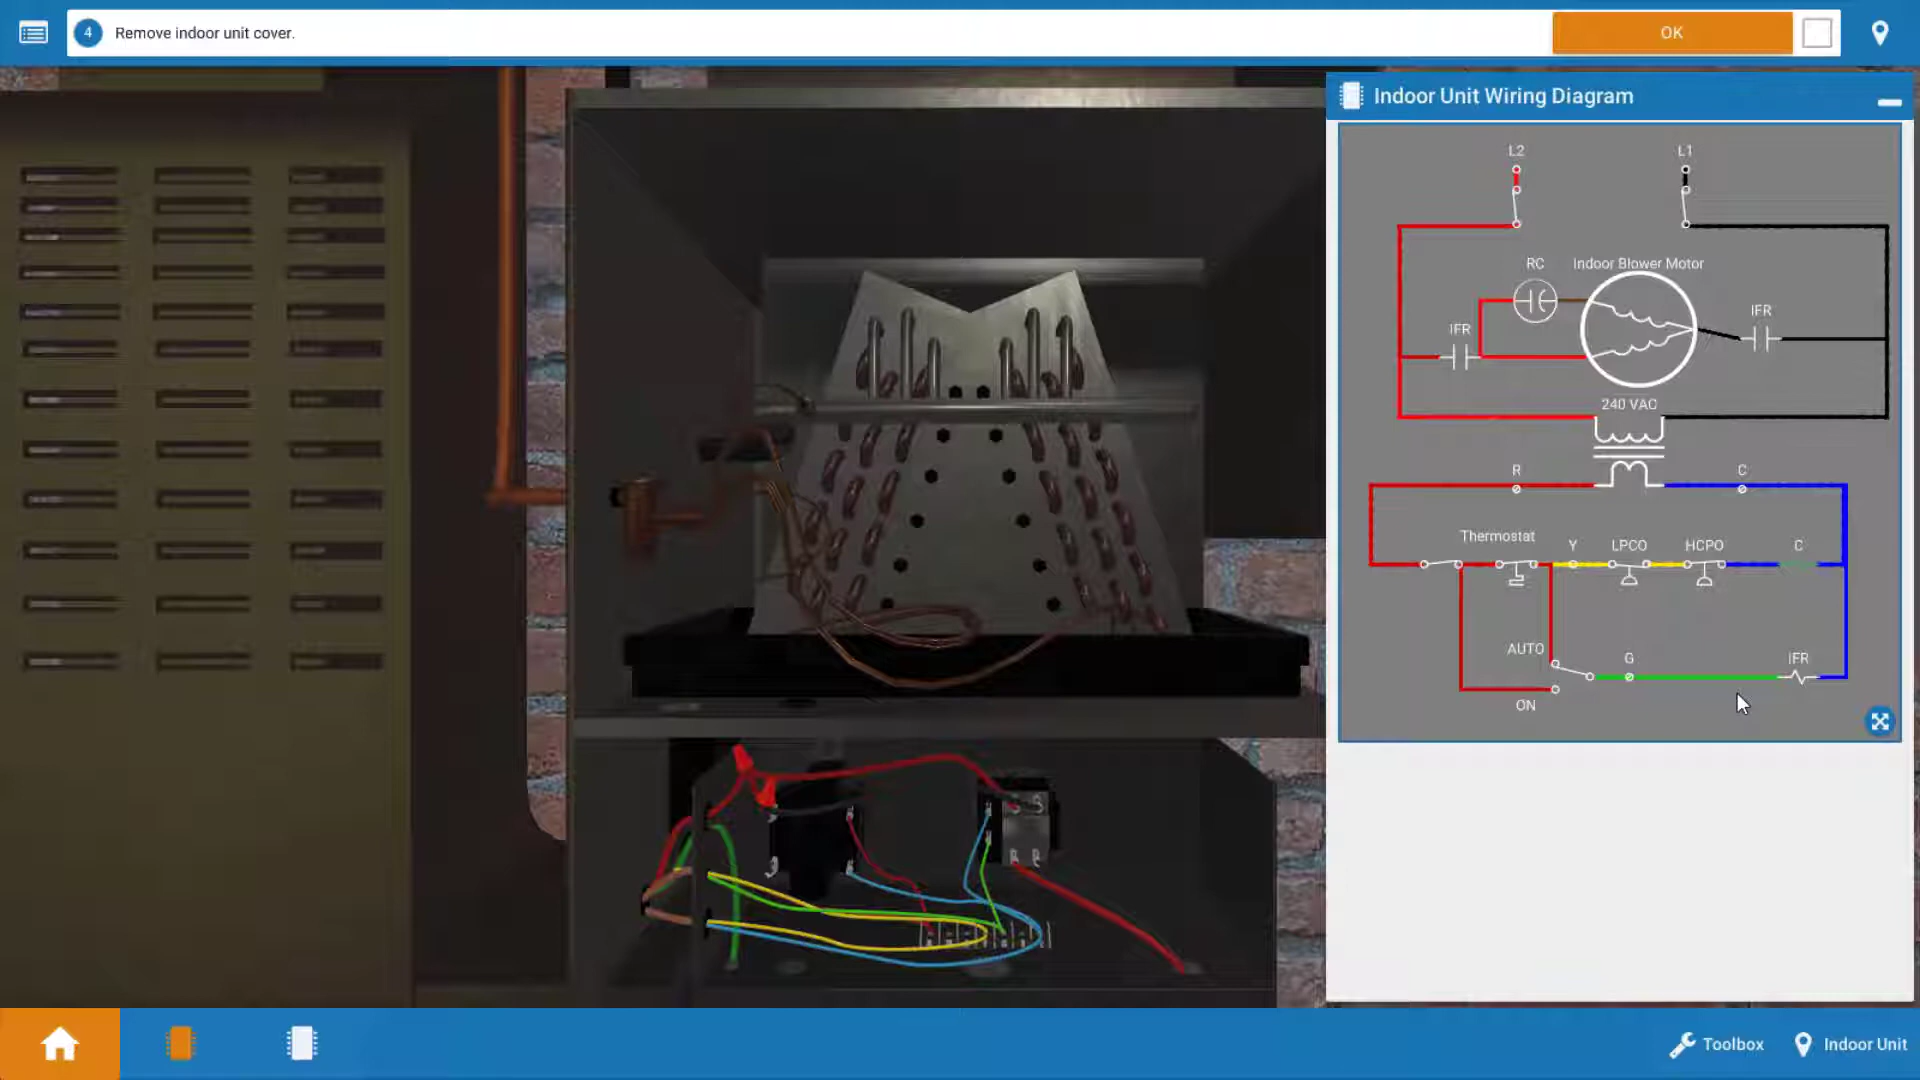 4 Remove indoor unit cover.
OK
Indoor Unit Wiring Diagram
L2 L1
RC Indoor Blower Motor
IFR IFR
240 VAC
R C
Thermostat Y LPCO HCPO C
AUTO G IFR
ON
Toolbox Indoor Unit